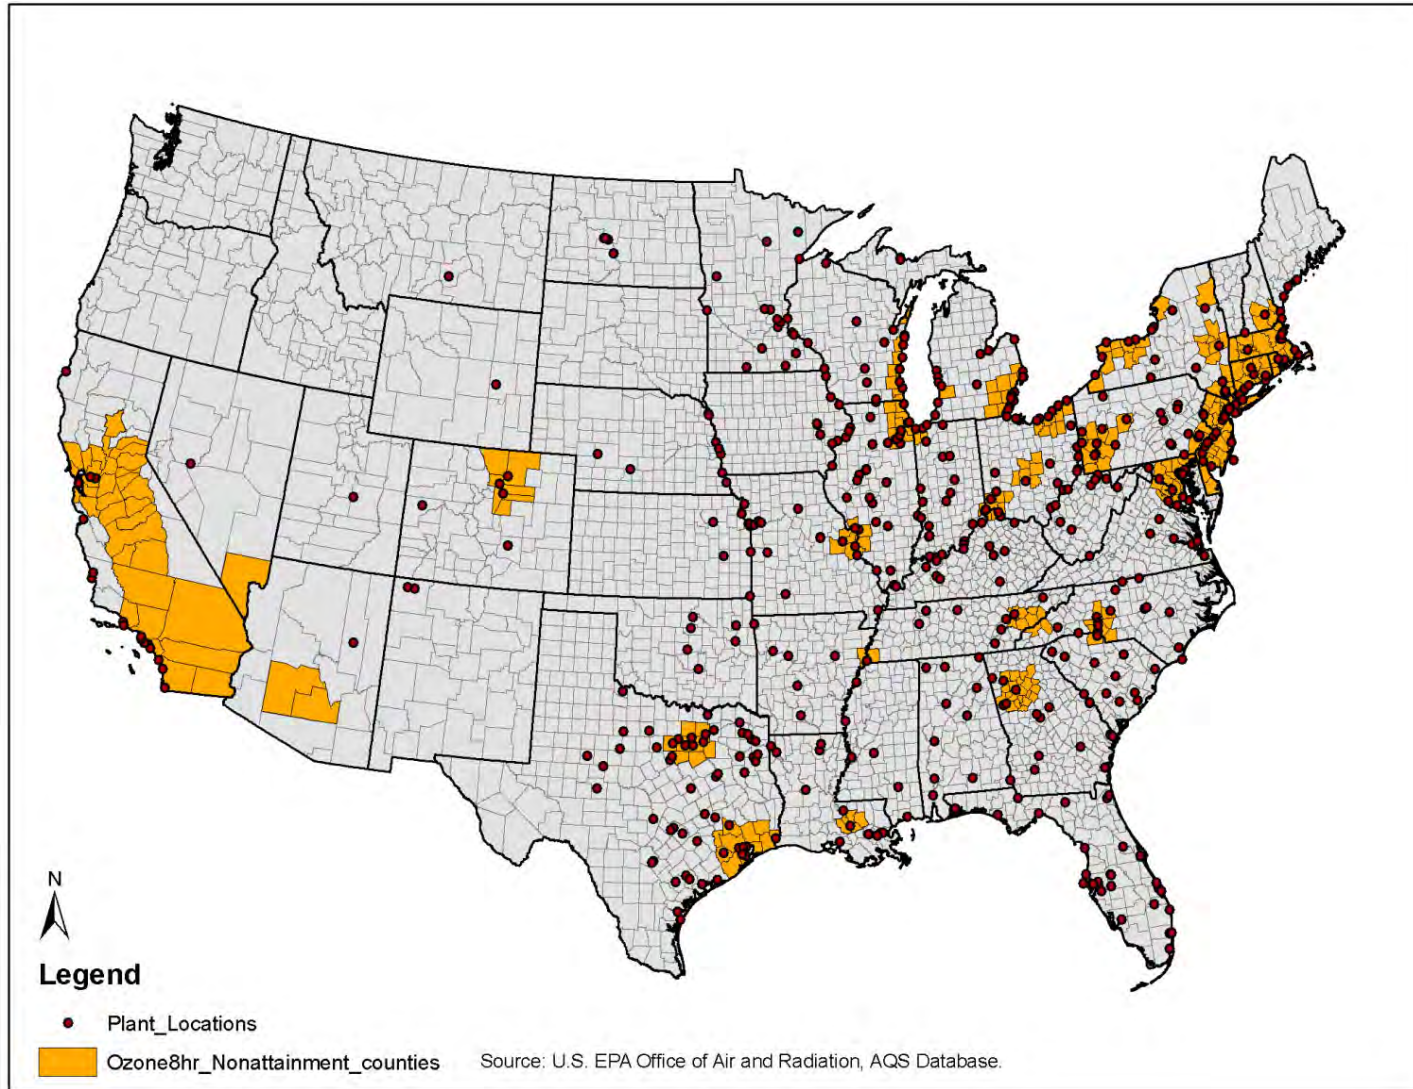 N
Legend
Plant_Locations
Ozone8hr_Nonattainment_counties
Source: U.S. EPA Office of Air and Radiation, AQS Database.